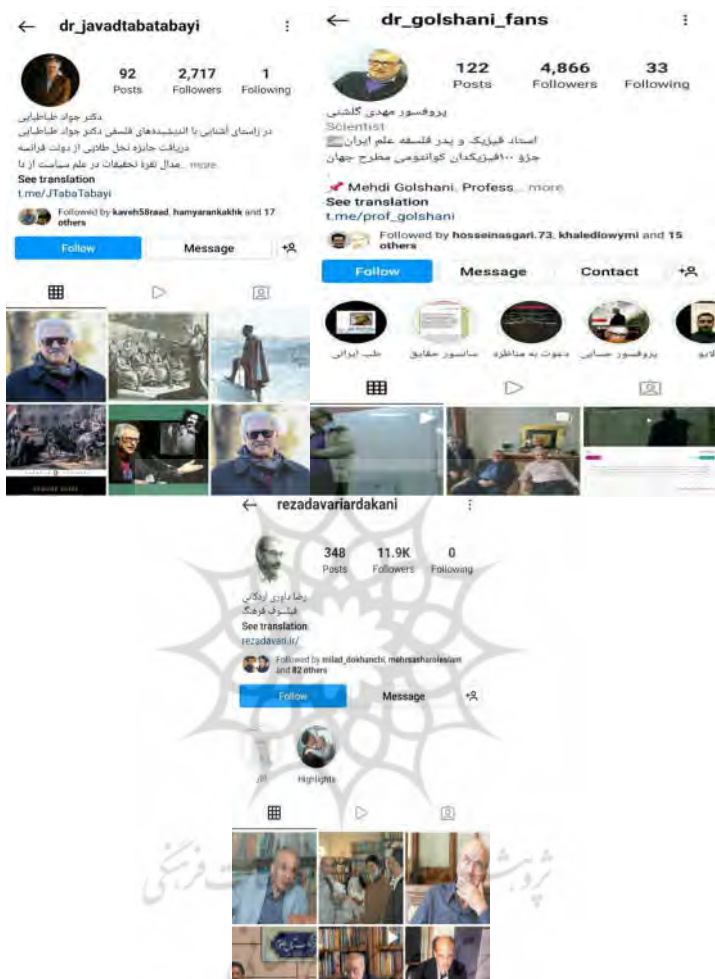 dr_javadtabatabayi
92 2,717 1
Posts Followers Following
دکتر جواد طباطبایی
در راستای آشنایی با اندیشیده‌های فلسفی دکتر جواد طباطبایی
دریافت جایزه نخل طلایی از دولت فرانسه
مدال نقره تحقیقات در علم سیاست از دا... more
See translation
t.me/JTabaTabayi
Followed by kaveh58raad, hamyarankakhk and 17
others
Follow Message
dr_golshani_fans
122 4,866 33
Posts Followers Following
پروفسور مهدی گلشنی
Scientist
استاد فیزیک و پدر فلسفه علم ایران
جزؤ ۱۰۰فیزیکدان کوانتومی مطرح جهان
.
Mehdi Golshani, Profess... more
See translation
t.me/prof_golshani
Followed by hosseinasgari.73, khaledlowymi and 15
others
Follow Message Contact
طب ایرانی سانسور حقایق دعوت به مناظره پروفسور حسابی
rezadavariardakani
348 11.9K 0
Posts Followers Following
رضا داوری اردکانی
فیلسوف فرهنگ
See translation
rezadavari.ir/
Followed by milad_dokhanchi, mehrsasharoleslam
and 82 others
Follow Message
Highlights